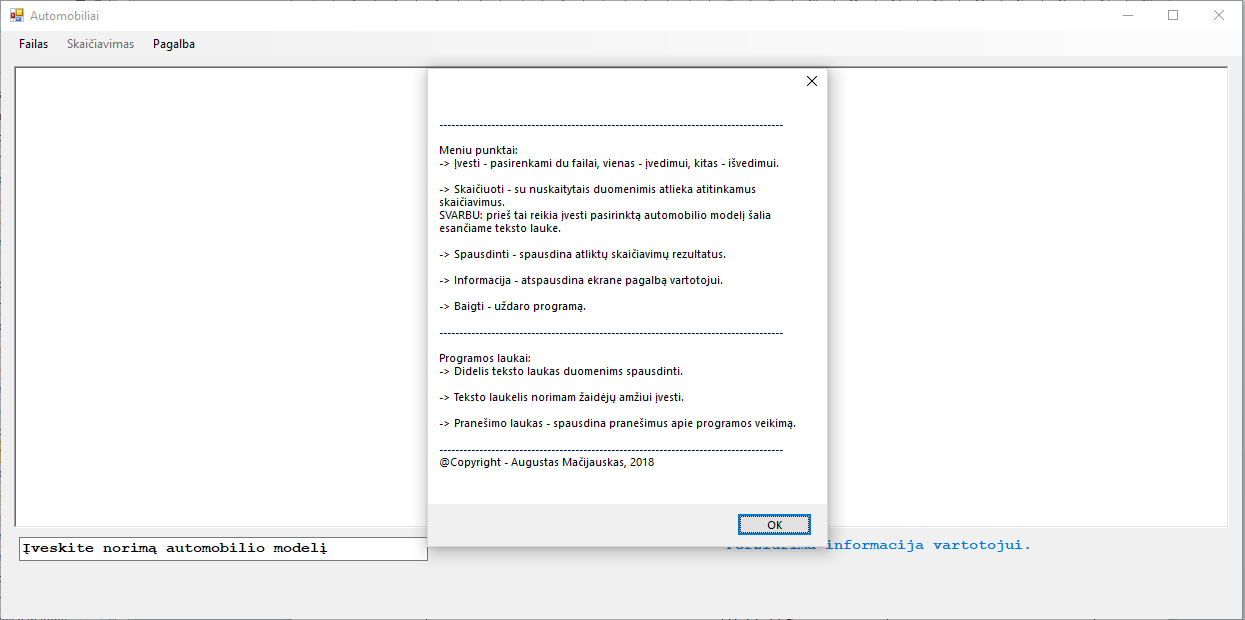 Automobiliai
Failas Skaičiavimas Pagalba
--------------------------------------------------------------------------------------
Meniu punktai:
-> Įvesti - pasirenkami du failai, vienas - įvedimui, kitas - išvedimui.
-> Skaičiuoti - su nuskaitytais duomenimis atlieka atitinkamus
skaičiavimus.
SVARBU: prieš tai reikia įvesti pasirinktą automobilio modelį šalia
esančiame teksto lauke.
-> Spausdinti - spausdina atliktų skaičiavimų rezultatus.
-> Informacija - atspausdina ekrane pagalbą vartotojui.
-> Baigti - uždaro programą.
--------------------------------------------------------------------------------------
Programos laukai:
-> Didelis teksto laukas duomenims spausdinti.
-> Teksto laukelis norimam žaidėjų amžiui įvesti.
-> Pranešimo laukas - spausdina pranešimus apie programos veikimą.
--------------------------------------------------------------------------------------
@Copyright - Augustas Mačijauskas, 2018
OK
Įveskite norimą automobilio modelį
informacija vartotojui.